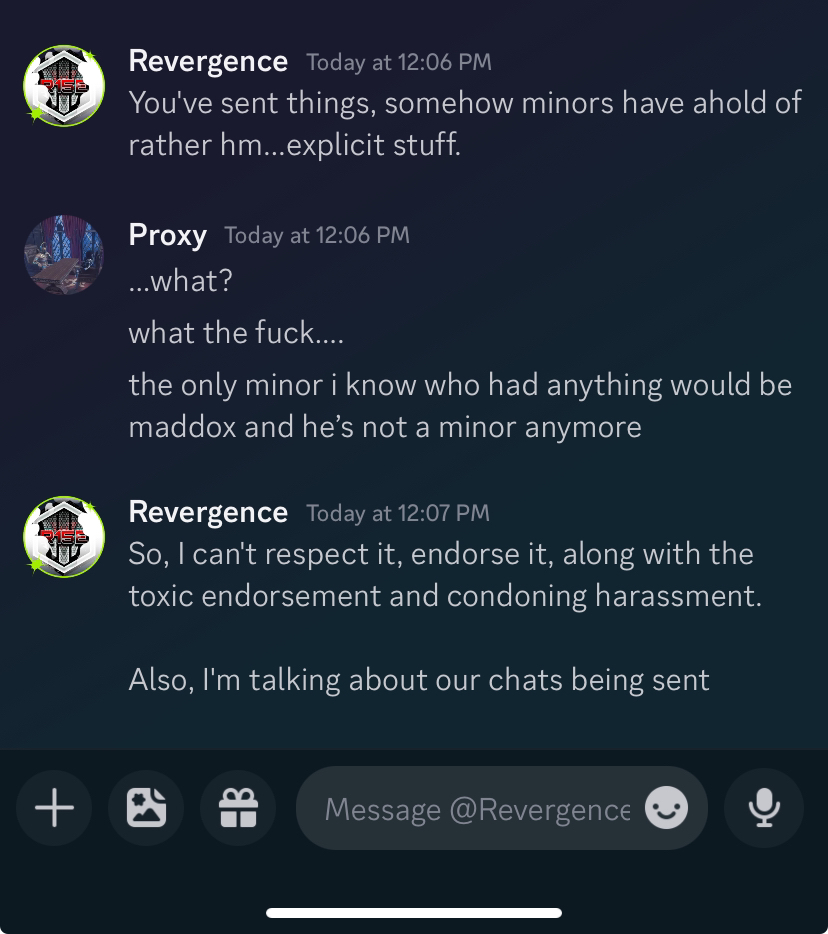 Revergence Today at 12:06 PM
You've sent things, somehow minors have ahold of
rather hm...explicit stuff.
Proxy Today at 12:06 PM
...what?
what the fuck....
the only minor i know who had anything would be
maddox and he’s not a minor anymore
Revergence Today at 12:07 PM
So, I can't respect it, endorse it, along with the
toxic endorsement and condoning harassment.
Also, I'm talking about our chats being sent
Message @Revergence